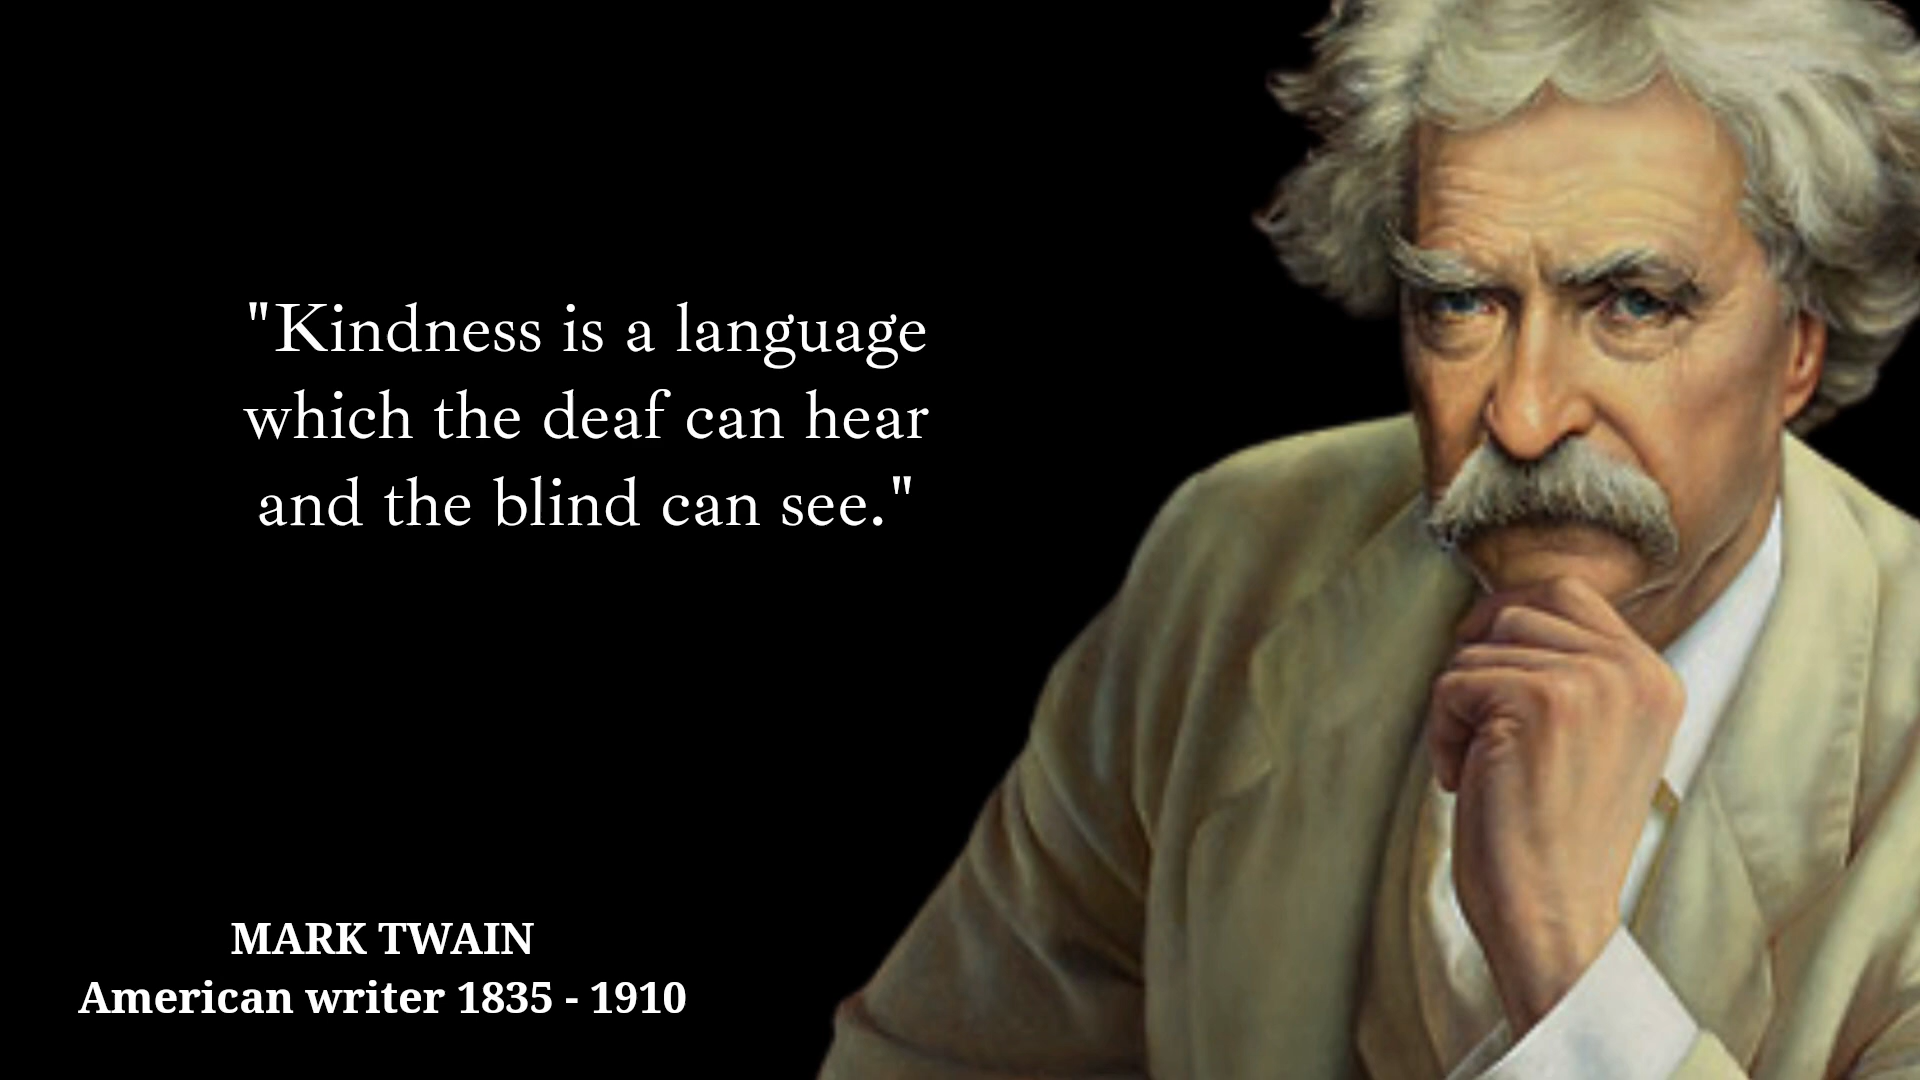 "Kindness is a language
which the deaf can hear
and the blind can see."
MARK TWAIN
American writer 1835 - 1910